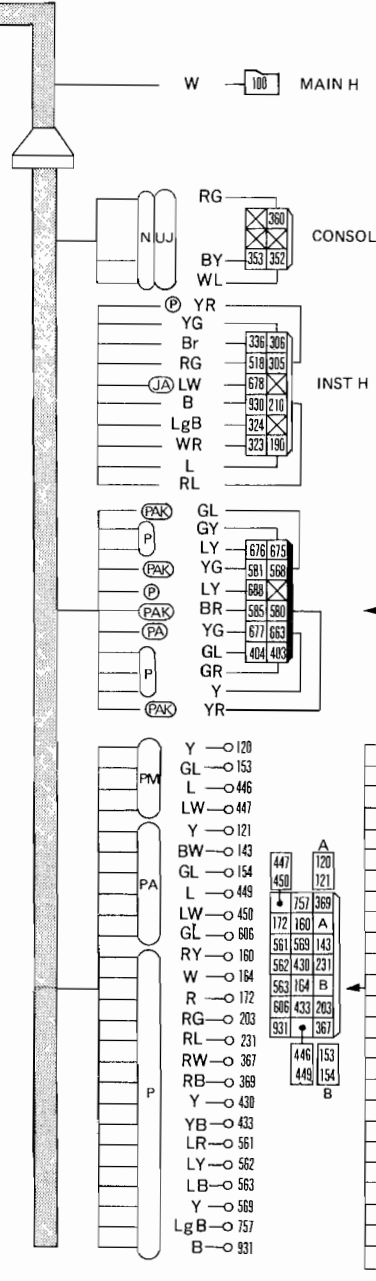 W 100 MAIN H
RG
360
N UJ CONSOL
BY 353 352
WL
P YR
YG
Br 336 306
RG 518 305
JA LW 678 INST H
B 930 210
LgB 324
WR 323 190
L
RL
PAK GL
GY
P
LY 676 675
PAK YG 581 568
P LY 688
PAK BR 585 580
PA YG 677 663
GL 404 403
P GR
Y
PAK YR
Y 120
GL 153
PM
L 446
LW 447
Y 121
BW 143
GL 154
PA
L 449
LW 450
GL 606
RY 160
W 164
R 172
RG 203
RL 231
RW 367
RB 369
P
Y 430
YB 433
LR 561
LY 562
LB 563
Y 569
LgB 757
B 931
A
447 120
450 121
757 369
172 160 A
561 569 143
562 430 231
563 164 B
606 433 203
931 367
446 153
449 154
B